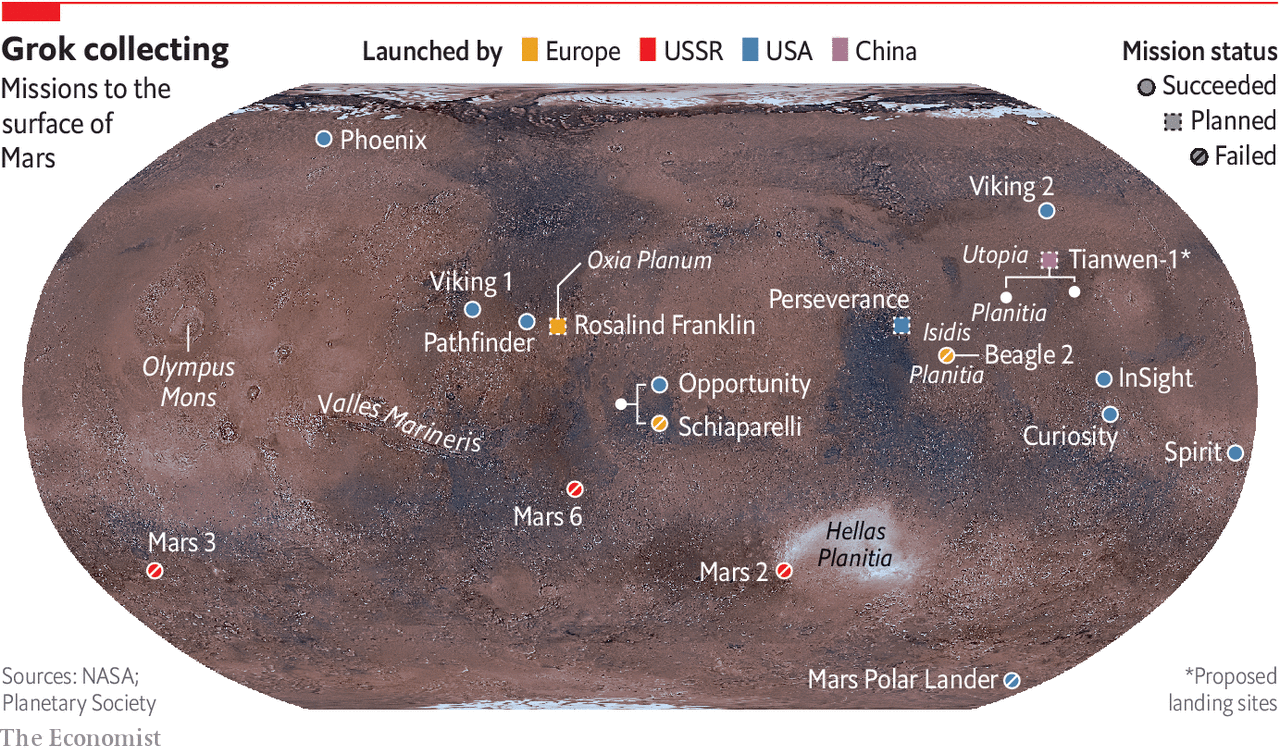 Grok collecting
Missions to the
surface of
Mars
Launched by
Europe
USSR
USA
China
Mission status
Succeeded
Planned
Failed
Phoenix
Viking 2
Utopia
Tianwen-1*
Planitia
Oxia Planum
Viking 1
Pathfinder
Rosalind Franklin
Perseverance
Isidis
Planitia
Beagle 2
Olympus
Mons
Valles Marineris
Opportunity
Schiaparelli
InSight
Curiosity
Spirit
Mars 6
Mars 3
Mars 2
Hellas
Planitia
Mars Polar Lander
Sources: NASA;
Planetary Society
*Proposed
landing sites
The Economist